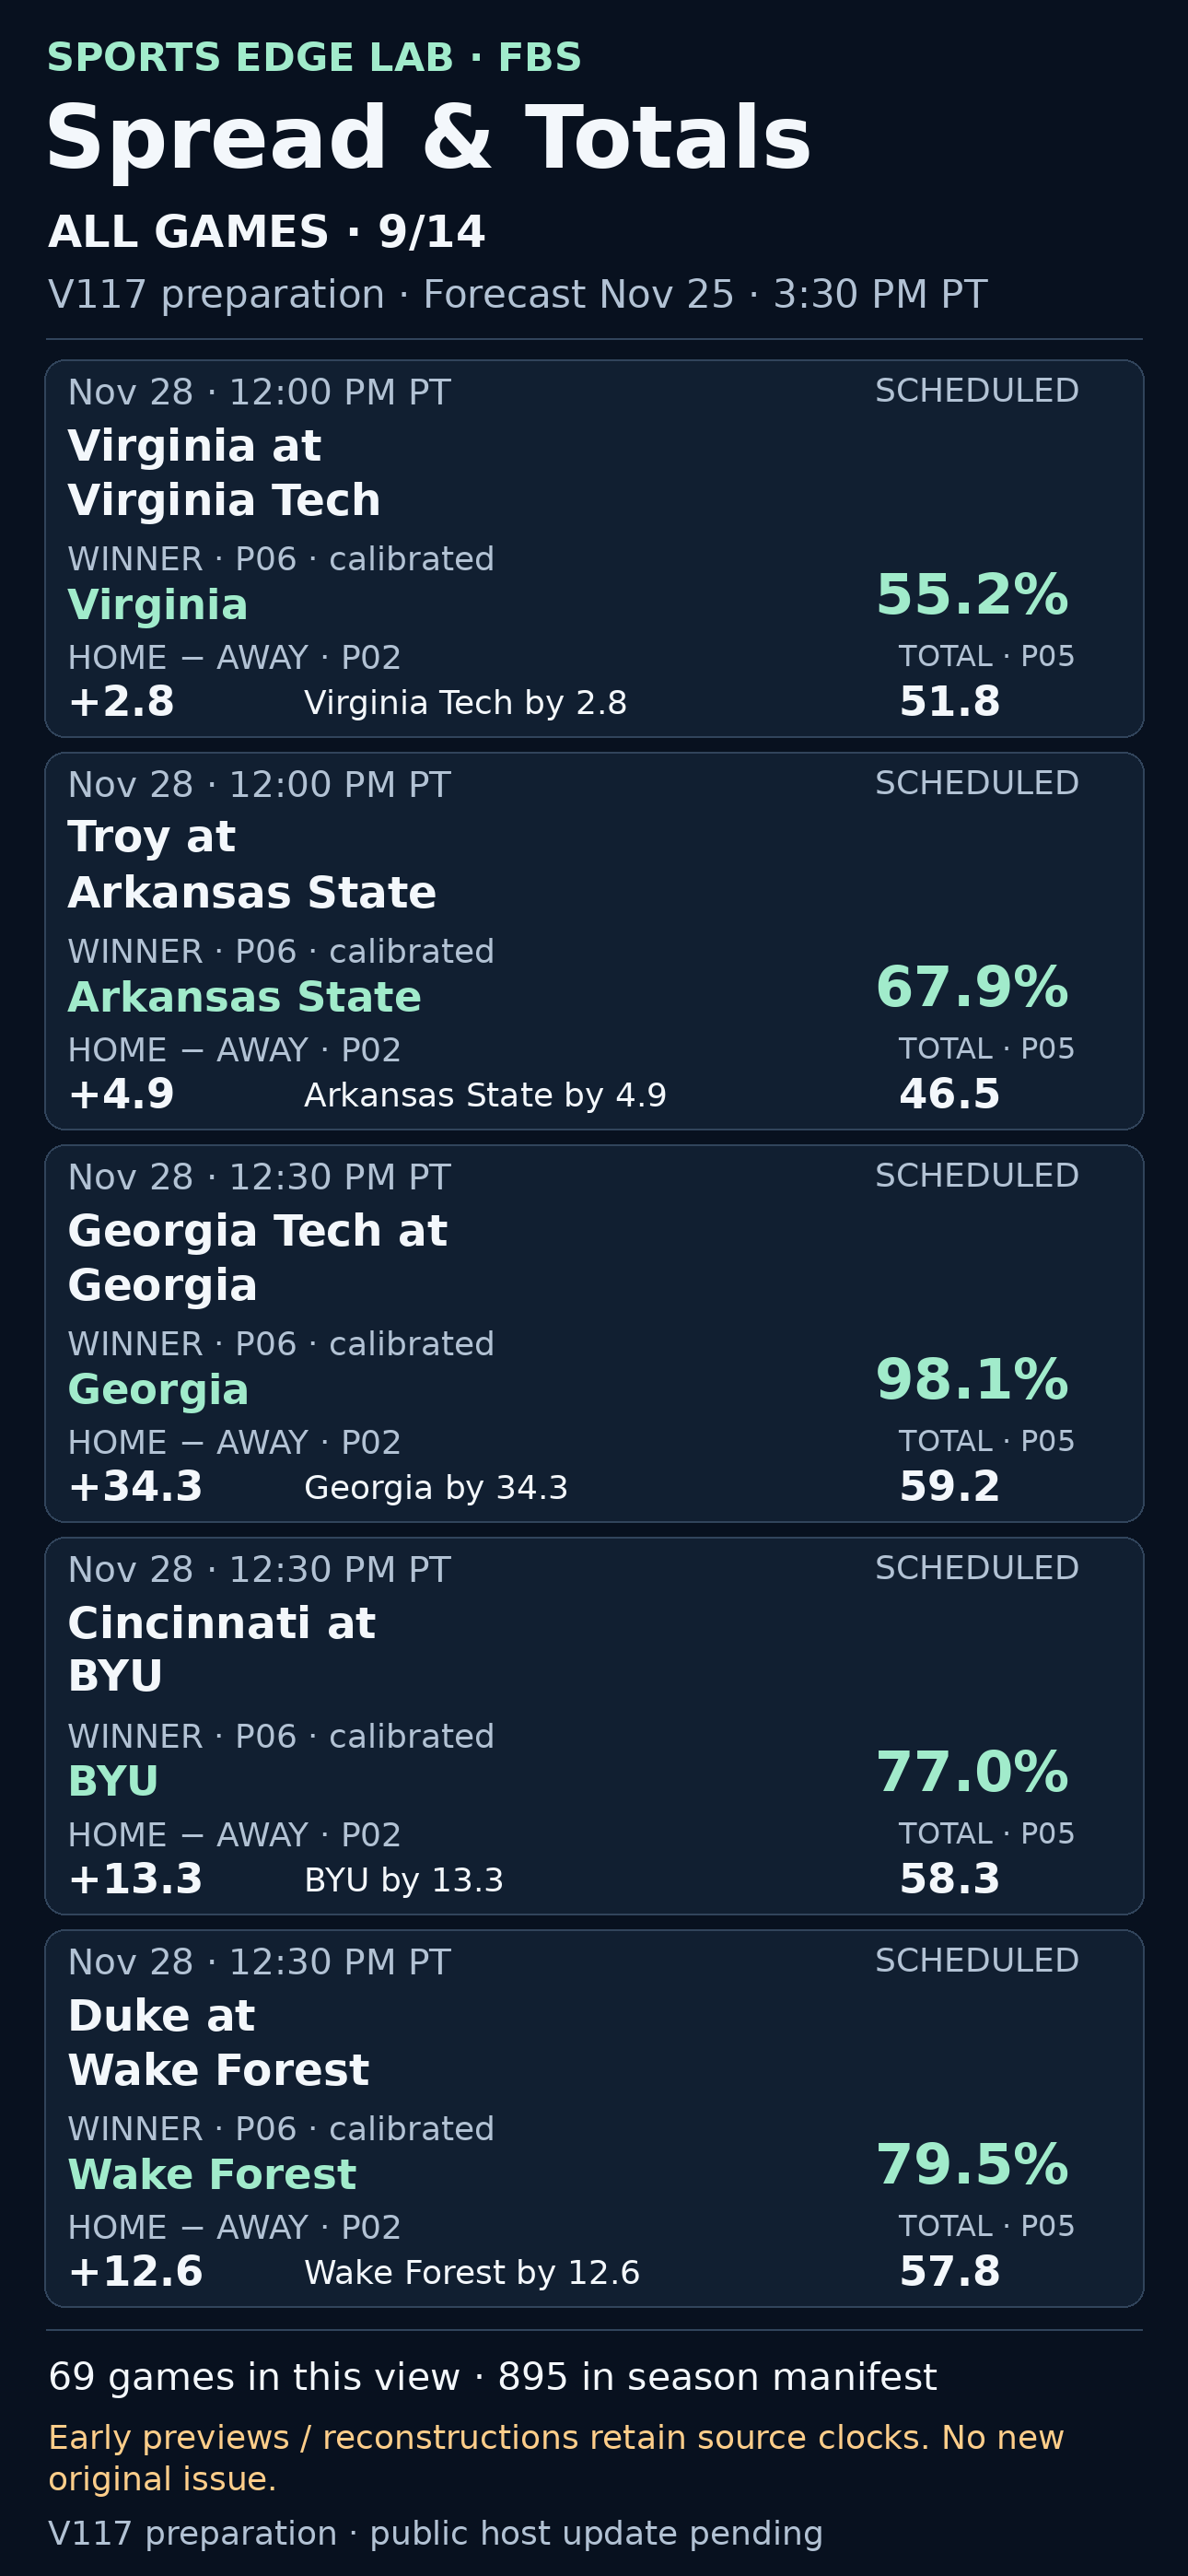 SPORTS EDGE LAB · FBS
Spread & Totals
ALL GAMES · 9/14
V117 preparation · Forecast Nov 25 · 3:30 PM PT
Nov 28 · 12:00 PM PT SCHEDULED
Virginia at
Virginia Tech
WINNER · P06 · calibrated
Virginia 55.2%
HOME − AWAY · P02 TOTAL · P05
+2.8 Virginia Tech by 2.8 51.8
Nov 28 · 12:00 PM PT SCHEDULED
Troy at
Arkansas State
WINNER · P06 · calibrated
Arkansas State 67.9%
HOME − AWAY · P02 TOTAL · P05
+4.9 Arkansas State by 4.9 46.5
Nov 28 · 12:30 PM PT SCHEDULED
Georgia Tech at
Georgia
WINNER · P06 · calibrated
Georgia 98.1%
HOME − AWAY · P02 TOTAL · P05
+34.3 Georgia by 34.3 59.2
Nov 28 · 12:30 PM PT SCHEDULED
Cincinnati at
BYU
WINNER · P06 · calibrated
BYU 77.0%
HOME − AWAY · P02 TOTAL · P05
+13.3 BYU by 13.3 58.3
Nov 28 · 12:30 PM PT SCHEDULED
Duke at
Wake Forest
WINNER · P06 · calibrated
Wake Forest 79.5%
HOME − AWAY · P02 TOTAL · P05
+12.6 Wake Forest by 12.6 57.8
69 games in this view · 895 in season manifest
Early previews / reconstructions retain source clocks. No new
original issue.
V117 preparation · public host update pending